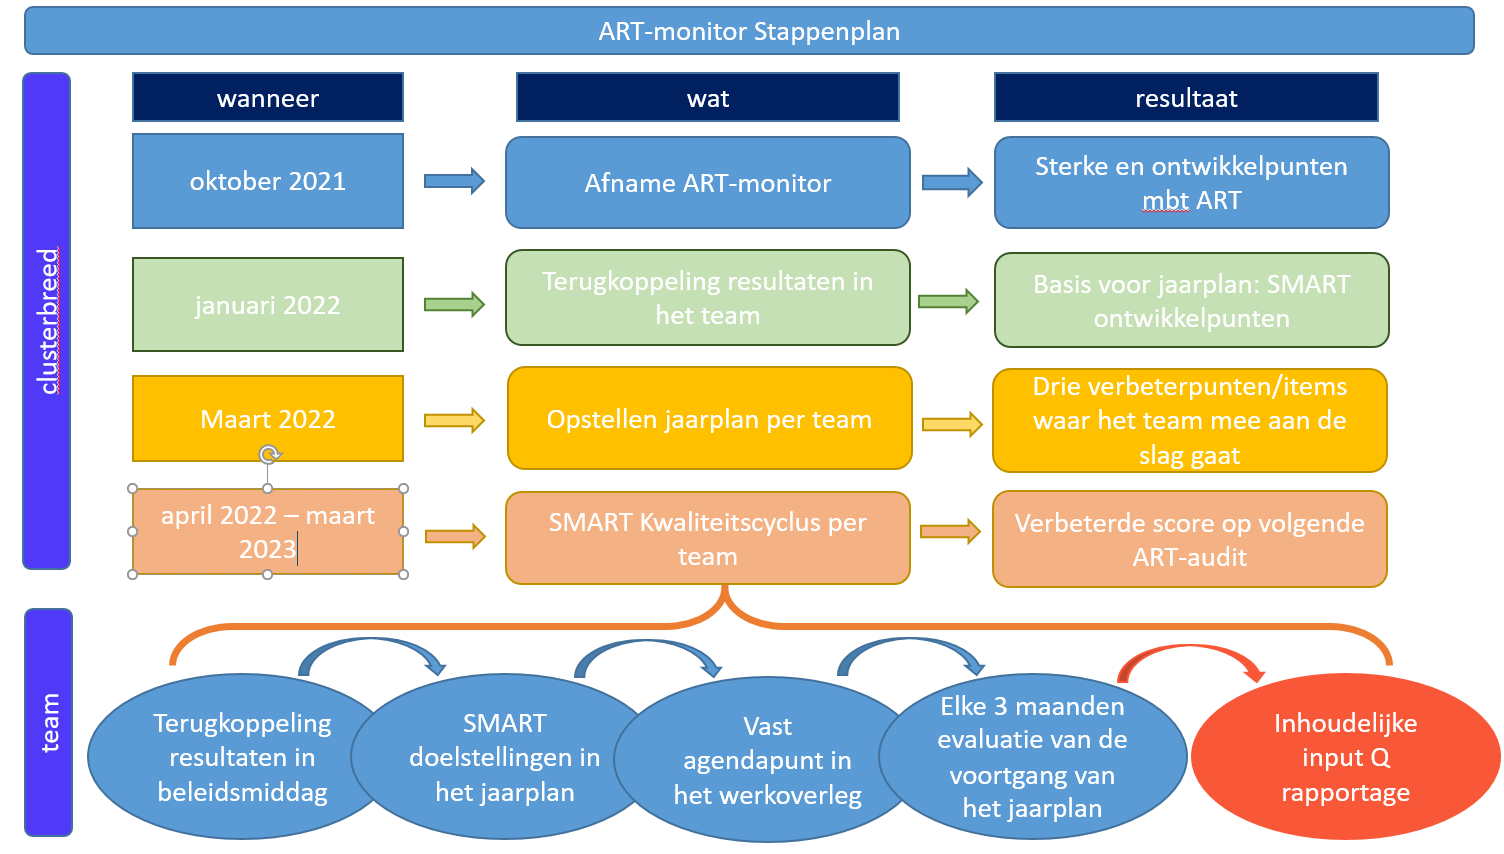 ART-monitor Stappenplan
clusterbreed
wanneer
wat
resultaat
oktober 2021
Afname ART-monitor
Sterke en ontwikkelpunten
mbt ART
januari 2022
Terugkoppeling resultaten in
het team
Basis voor jaarplan: SMART
ontwikkelpunten
Maart 2022
Opstellen jaarplan per team
Drie verbeterpunten/items
waar het team mee aan de
slag gaat
april 2022 – maart
2023
SMART Kwaliteitscyclus per
team
Verbeterde score op volgende
ART-audit
team
Terugkoppeling
resultaten in
beleidsmiddag
SMART
doelstellingen in
het jaarplan
Vast
agendapunt in
het werkoverleg
Elke 3 maanden
evaluatie van de
voortgang van
het jaarplan
Inhoudelijke
input Q
rapportage